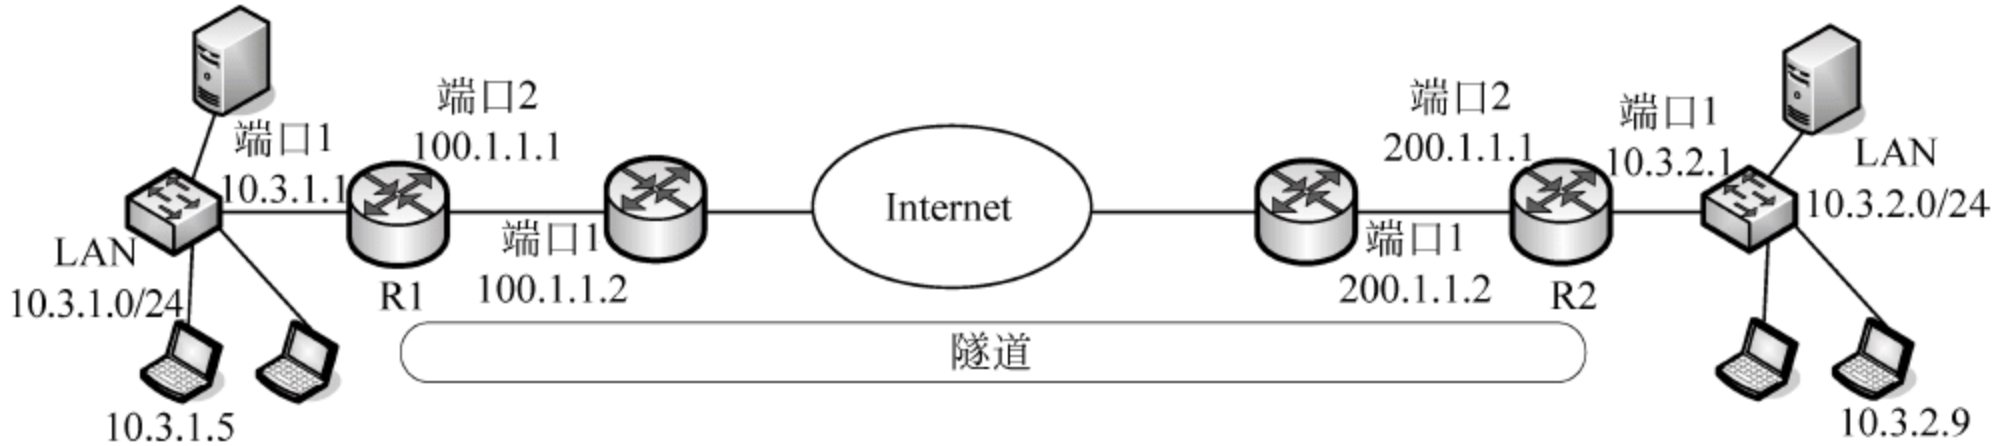 端口1
10.3.1.1
LAN
10.3.1.0/24
10.3.1.5
端口2
100.1.1.1
R1
端口1
100.1.1.2
Internet
隧道
端口2
200.1.1.1
端口1
200.1.1.2
R2
端口1
10.3.2.1
LAN
10.3.2.0/24
10.3.2.9